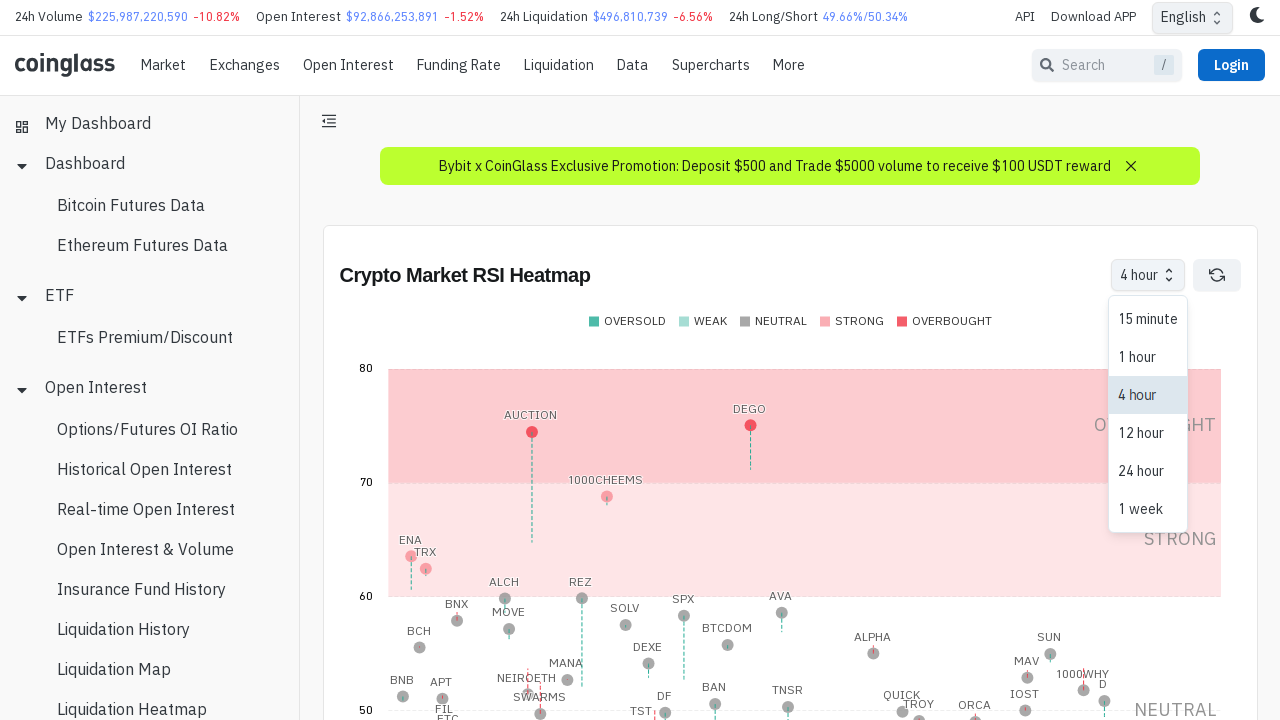 24h Volume $225,987,220,590 -10.82% Open Interest $92,866,253,891 -1.52% 24h Liquidation $496,810,739 -6.56% 24h Long/Short 49.66%/50.34% API Download APP English
coinglass Market Exchanges Open Interest Funding Rate Liquidation Data Supercharts More Search / Login
My Dashboard
Dashboard
Bitcoin Futures Data
Ethereum Futures Data
ETF
ETFs Premium/Discount
Open Interest
Options/Futures OI Ratio
Historical Open Interest
Real-time Open Interest
Open Interest & Volume
Insurance Fund History
Liquidation History
Liquidation Map
Liquidation Heatmap
Bybit x CoinGlass Exclusive Promotion: Deposit $500 and Trade $5000 volume to receive $100 USDT reward
Crypto Market RSI Heatmap
4 hour
15 minute
1 hour
4 hour
12 hour
24 hour
1 week
OVERSOLD WEAK NEUTRAL STRONG OVERBOUGHT
80
DEGO
AUCTION
1000CHEEMS
70
STRONG
ENA
TRX
60
ALCH
REZ
AVA
SPX
BNX
SOLV
MOVE
BTCDOM
BCH
ALPHA
SUN
DEXE
MANA
MAV
1000WHY
NEIROETH
BNB
APT
D
BAN
TNSR
SWARMS
DF
QUICK
IOST
TROY
ORCA
FIL
TST
50
NEUTRAL
ETC